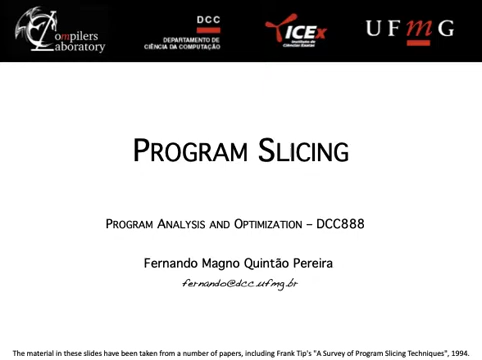 Compilers
Laboratory
DCC
DEPARTAMENTO DE
CIÊNCIA DA COMPUTAÇÃO
ICEx
Instituto de
Ciências Exatas
UFmG
PROGRAM SLICING
PROGRAM ANALYSIS AND OPTIMIZATION – DCC888
Fernando Magno Quintão Pereira
fernando@dcc.ufmg.br
The material in these slides have been taken from a number of papers, including Frank Tip's "A Survey of Program Slicing Techniques", 1994.